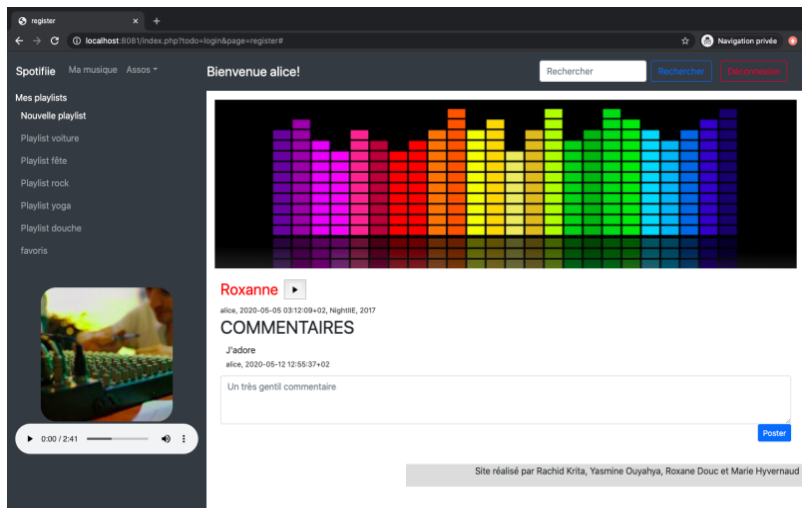 register
localhost:8081/index.php?todo=login&page=register#
Navigation privée
Spotifiie
Ma musique
Assos
Bienvenue alice!
Rechercher
Rechercher
Déconnexion
Mes playlists
Nouvelle playlist
Playlist voiture
Playlist fête
Playlist rock
Playlist yoga
Playlist douche
favoris
0:00 / 2:41
Roxanne
alice, 2020-05-05 03:12:09+02, NightIIE, 2017
COMMENTAIRES
J'adore
alice, 2020-05-12 12:55:37+02
Un très gentil commentaire
Poster
Site réalisé par Rachid Krita, Yasmine Ouyahya, Roxane Douc et Marie Hyvernaud